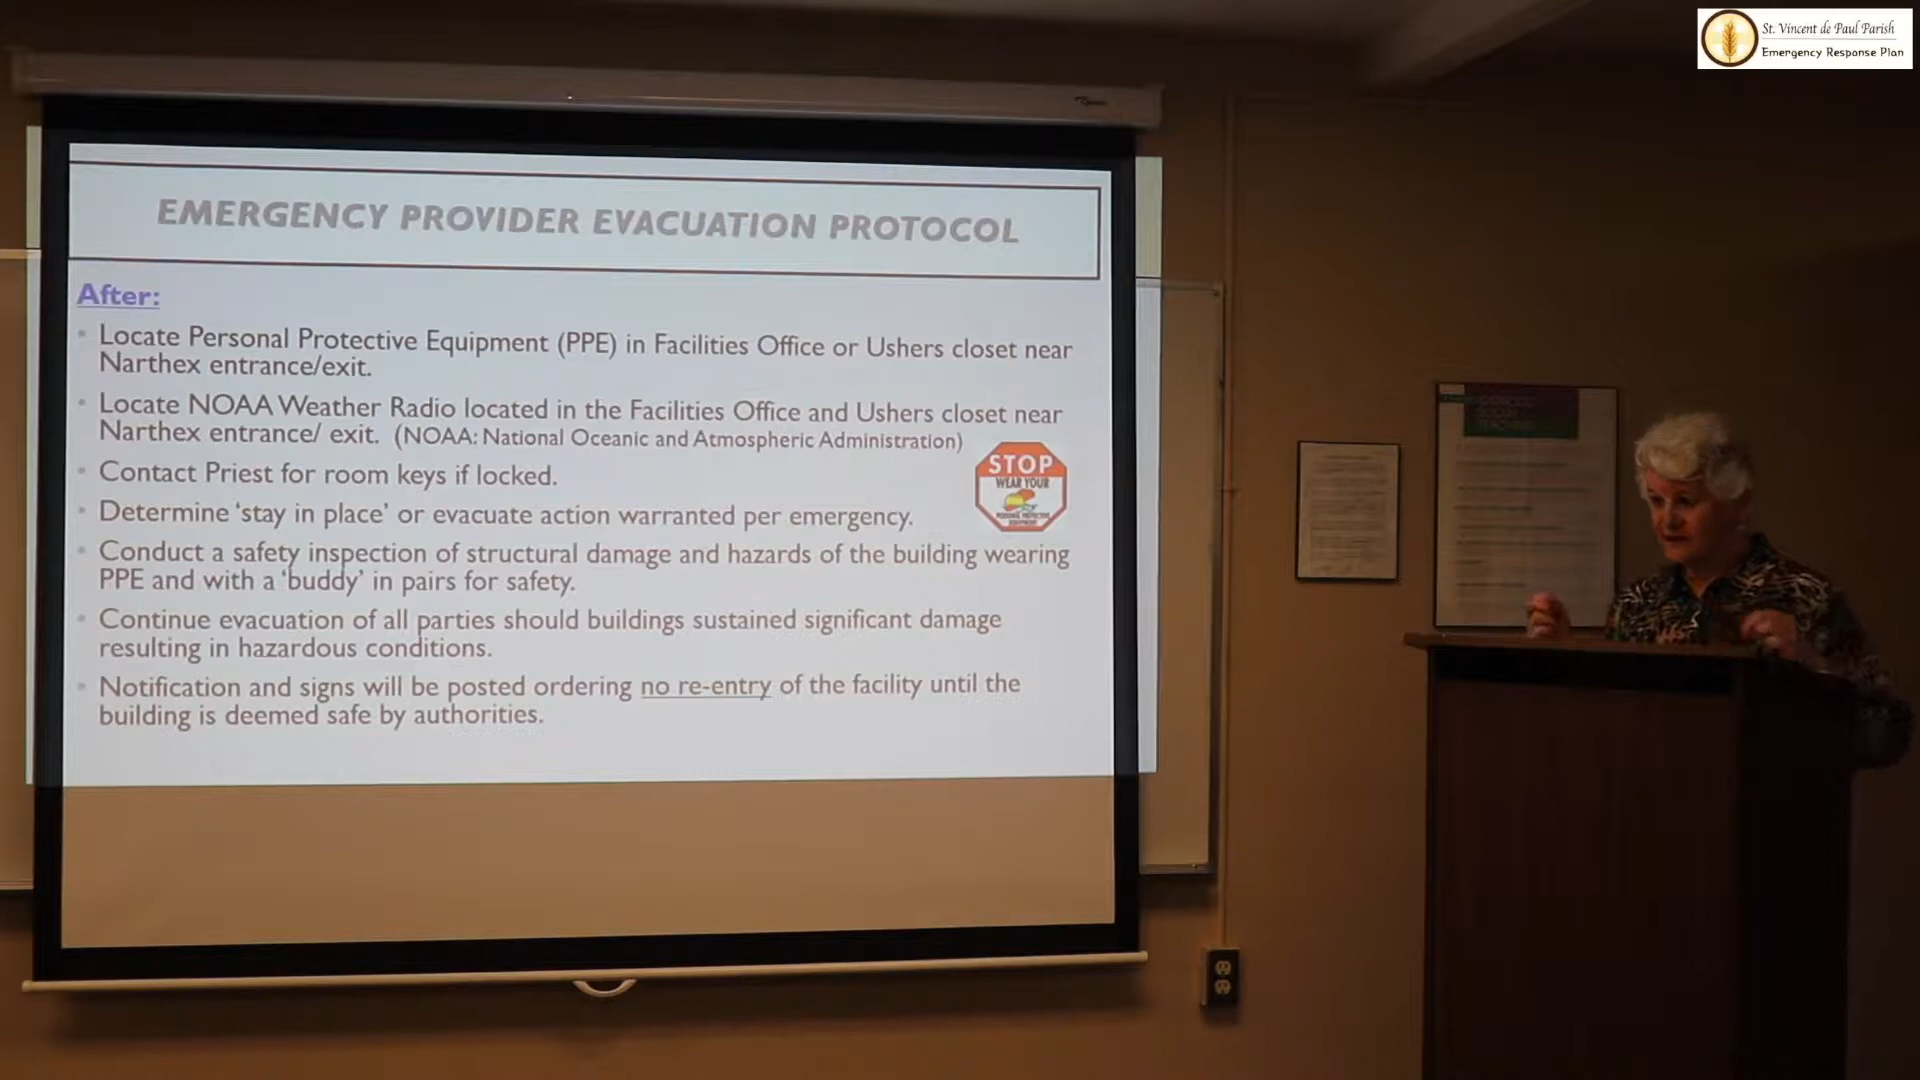 St. Vincent de Paul Parish
Emergency Response Plan
EMERGENCY PROVIDER EVACUATION PROTOCOL
After:
Locate Personal Protective Equipment (PPE) in Facilities Office or Ushers closet near
Narthex entrance/exit.
Locate NOAA Weather Radio located in the Facilities Office and Ushers closet near
Narthex entrance/ exit. (NOAA: National Oceanic and Atmospheric Administration)
Contact Priest for room keys if locked.
Determine 'stay in place' or evacuate action warranted per emergency.
Conduct a safety inspection of structural damage and hazards of the building wearing
PPE and with a 'buddy' in pairs for safety.
Continue evacuation of all parties should buildings sustained significant damage
resulting in hazardous conditions.
Notification and signs will be posted ordering no re-entry of the facility until the
building is deemed safe by authorities.
STOP
WEAR YOUR
PERSONAL PROTECTIVE
EQUIPMENT